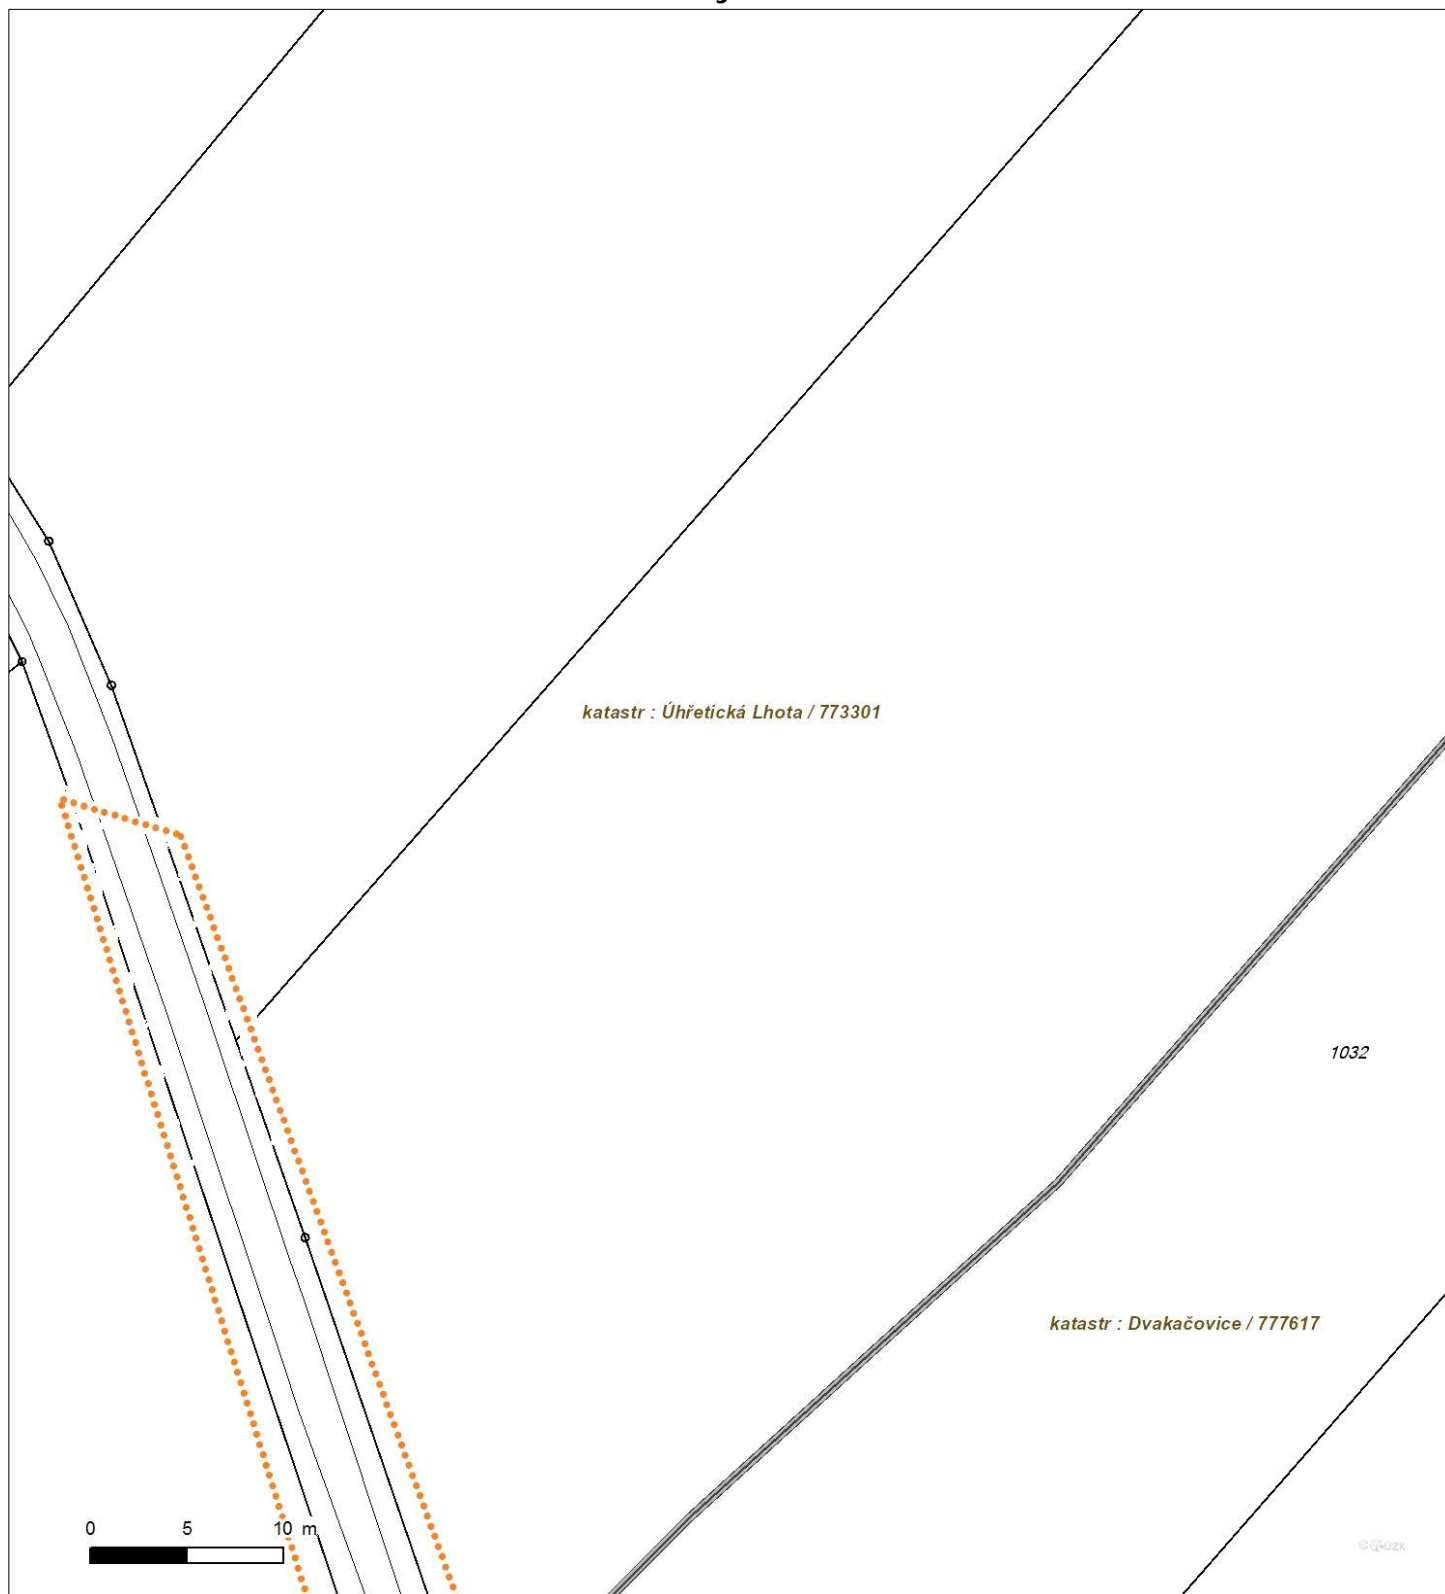 katastr : Úhřetická Lhota / 773301
1032
katastr : Dvakačovice / 777617
0 5 10 m